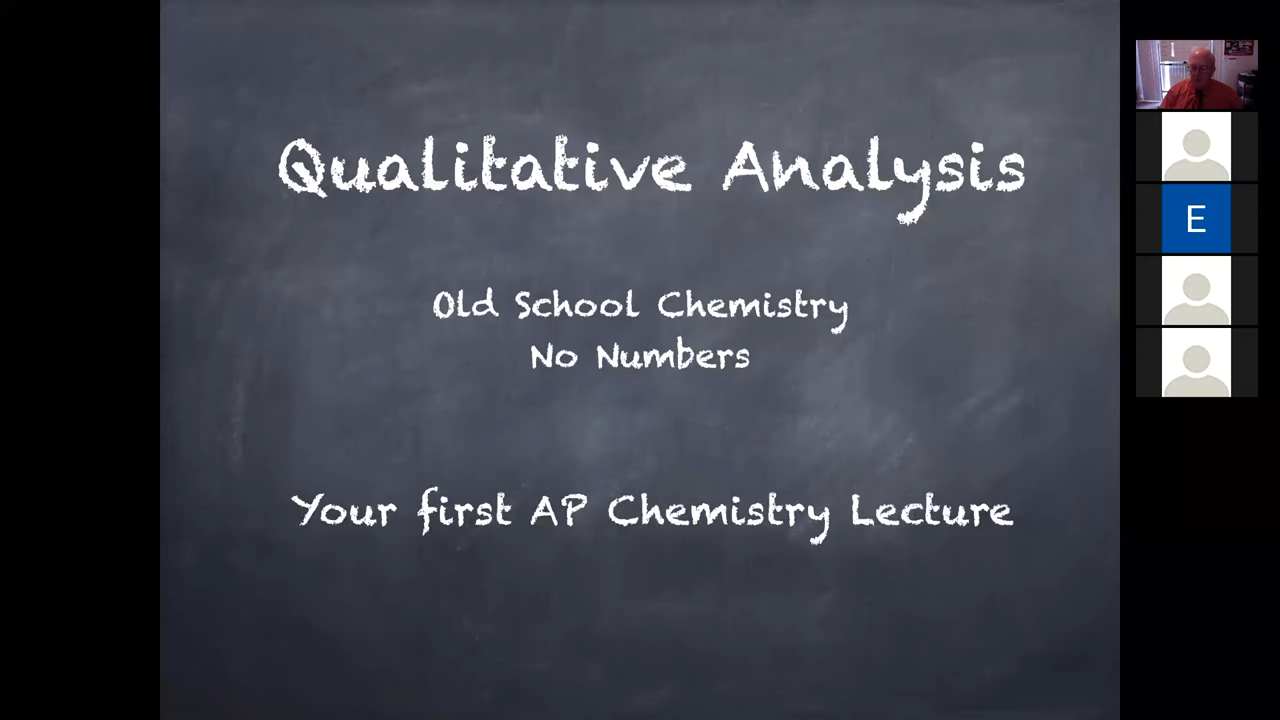 Qualitative Analysis
Old School Chemistry
No Numbers
Your first AP Chemistry Lecture
E